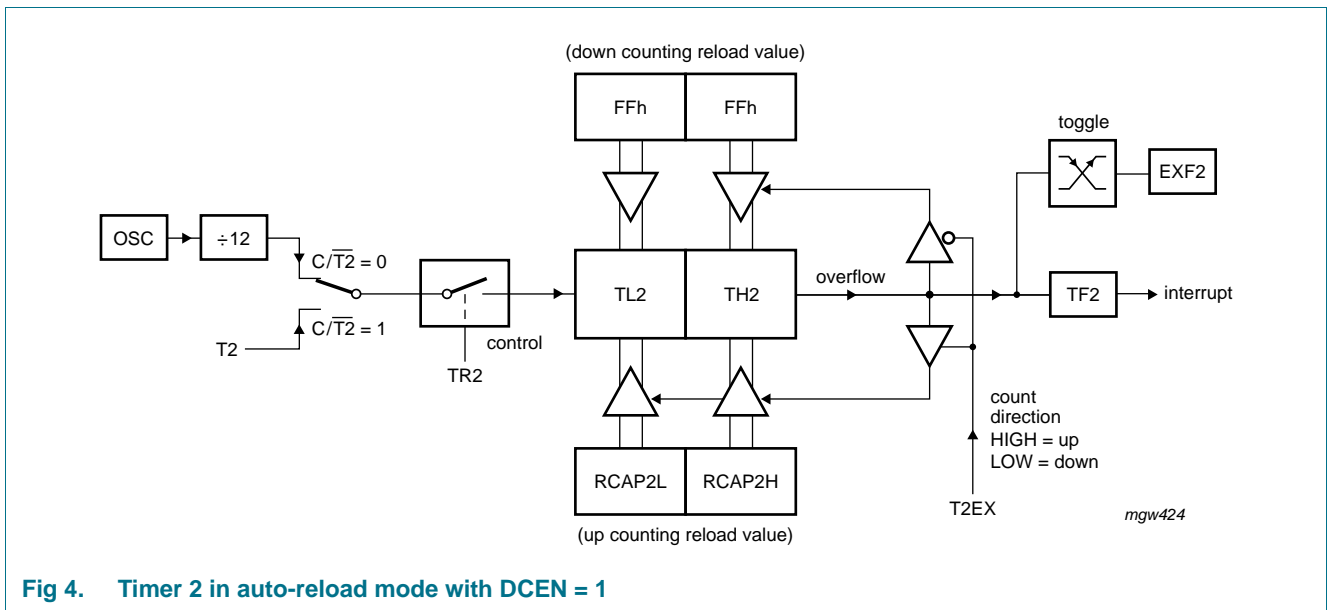 (down counting reload value)
FFh
FFh
toggle
EXF2
OSC
÷12
C/T2 = 0
TL2
TH2
overflow
TF2
interrupt
C/T2 = 1
T2
control
TR2
count
direction
HIGH = up
LOW = down
RCAP2L
RCAP2H
T2EX
mgw424
(up counting reload value)
Fig 4. Timer 2 in auto-reload mode with DCEN = 1